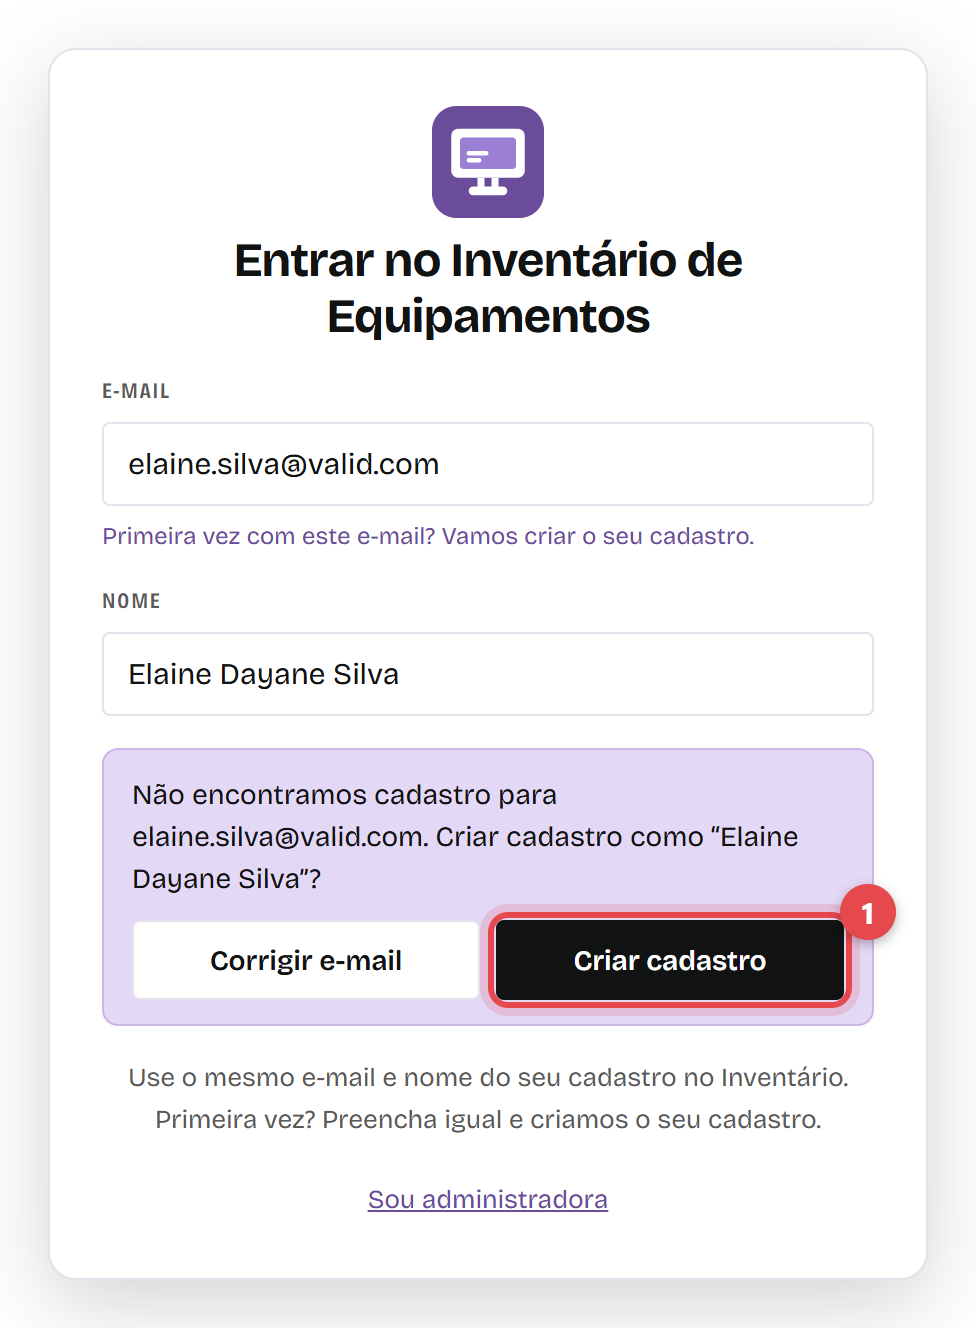 Entrar no Inventário de
Equipamentos
E-MAIL
elaine.silva@valid.com
Primeira vez com este e-mail? Vamos criar o seu cadastro.
NOME
Elaine Dayane Silva
Não encontramos cadastro para
elaine.silva@valid.com. Criar cadastro como “Elaine
Dayane Silva”?
1
Corrigir e-mail
Criar cadastro
Use o mesmo e-mail e nome do seu cadastro no Inventário.
Primeira vez? Preencha igual e criamos o seu cadastro.
Sou administradora